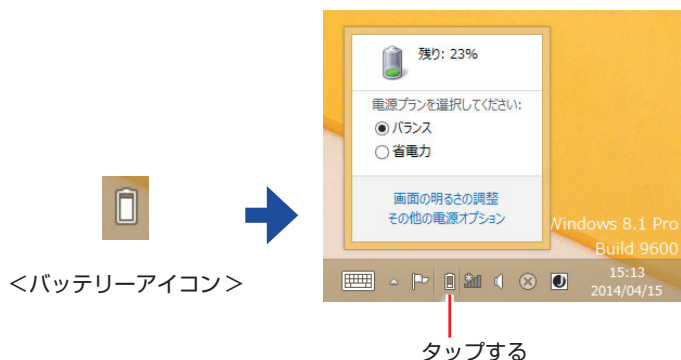 残り: 23%
電源プランを選択してください:
バランス
省電力
画面の明るさの調整
その他の電源オプション
Windows 8.1 Pro
Build 9600
15:13
2014/04/15
＜バッテリーアイコン＞
タップする